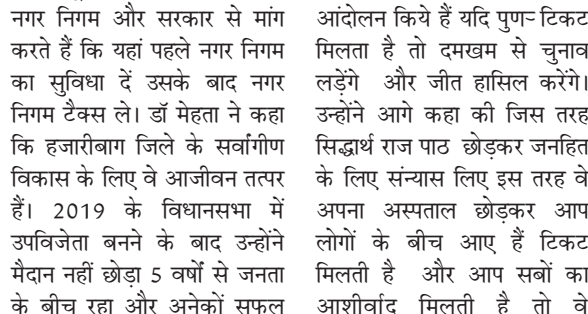 नगर निगम और सरकार से मांग
करते हैं कि यहां पहले नगर निगम
का सुविधा दें उसके बाद नगर
निगम टैक्स ले। डॉ मेहता ने कहा
कि हजारीबाग जिले के सर्वांगीण
विकास के लिए वे आजीवन तत्पर
हैं। 2019 के विधानसभा में
उपविजेता बनने के बाद उन्होंने
मैदान नहीं छोड़ा 5 वर्षों से जनता
के बीच रहा और अनेकों सफल
आंदोलन किये हैं यदि पुण- टिकट
मिलता है तो दमखम से चुनाव
लड़ेंगे और जीत हासिल करेंगे।
उन्होंने आगे कहा की जिस तरह
सिद्धार्थ राज पाठ छोड़कर जनहित
के लिए संन्यास लिए इस तरह वे
अपना अस्पताल छोड़कर आप
लोगों के बीच आए हैं टिकट
मिलती है और आप सबों का
आशीर्वाद मिलती है तो वे